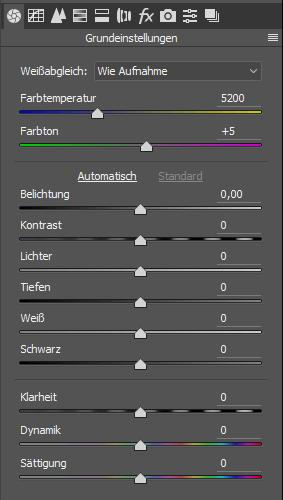 fx
Grundeinstellungen
Weißabgleich: Wie Aufnahme
Farbtemperatur 5200
Farbton +5
Automatisch Standard
Belichtung 0,00
Kontrast 0
Lichter 0
Tiefen 0
Weiß 0
Schwarz 0
Klarheit 0
Dynamik 0
Sättigung 0